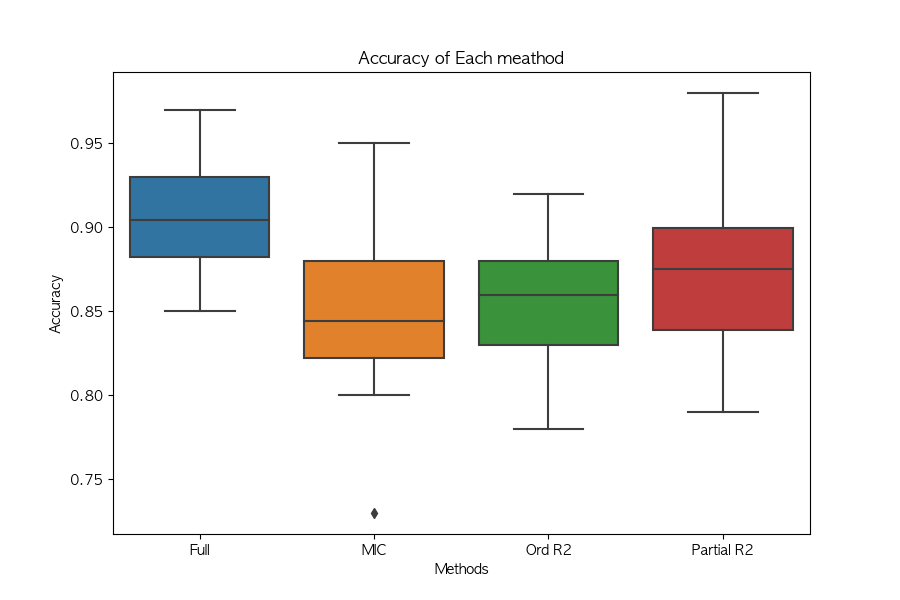 Accuracy of Each meathod
Accuracy
0.95
0.90
0.85
0.80
0.75
Full MIC Ord R2 Partial R2
Methods